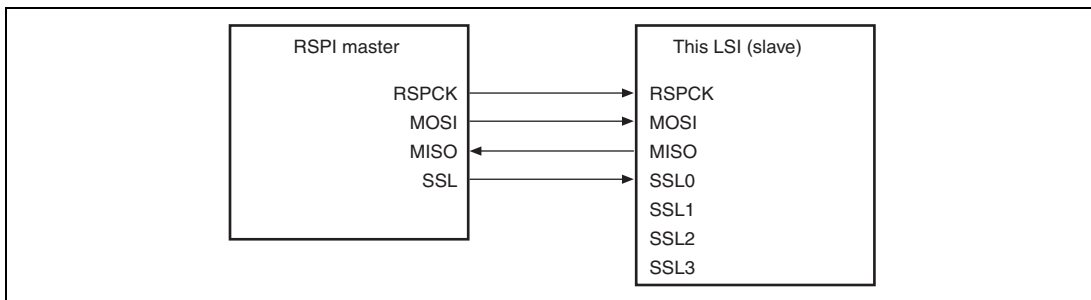 RSPI master
RSPCK
MOSI
MISO
SSL
This LSI (slave)
RSPCK
MOSI
MISO
SSL0
SSL1
SSL2
SSL3